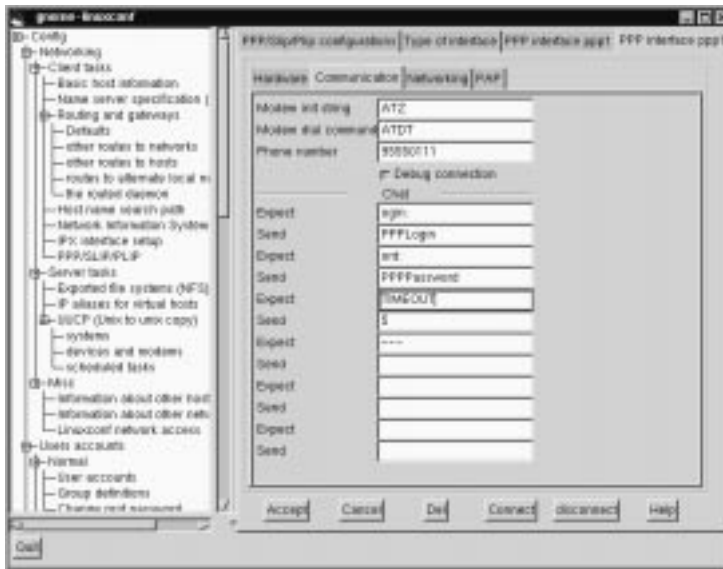 gnome-linuxconf
Config
Networking
Client tasks
Basic host information
Name server specification (
Routing and gateways
Defaults
other routes to networks
other routes to hosts
routes to alternate local n
the routed daemon
Host name search path
Network Information System
IPX interface setup
PPP/SLIP/PLIP
Server tasks
Exported file systems (NFS)
IP aliases for virtual hosts
UUCP (Unix to unix copy)
systems
devices and modems
scheduled tasks
Misc
Information about other host
Information about other netw
Linuxconf network access
Users accounts
Normal
User accounts
Group definitions
Change root password
Quit
PPP/Slip/Plip configurations Type of interface PPP interface ppp1 PPP interface ppp1
Hardware Communication Networking PAP
Modem init string ATZ
Modem dial command ATDT
Phone number
Debug connection
Chat
Expect ogin:
Send PPPLogin
Expect
Send PPPPassword
Expect TIMEOUT
Send 5
Expect ~~~
Send
Expect
Send
Expect
Send
Accept Cancel Del Connect disconnect Help